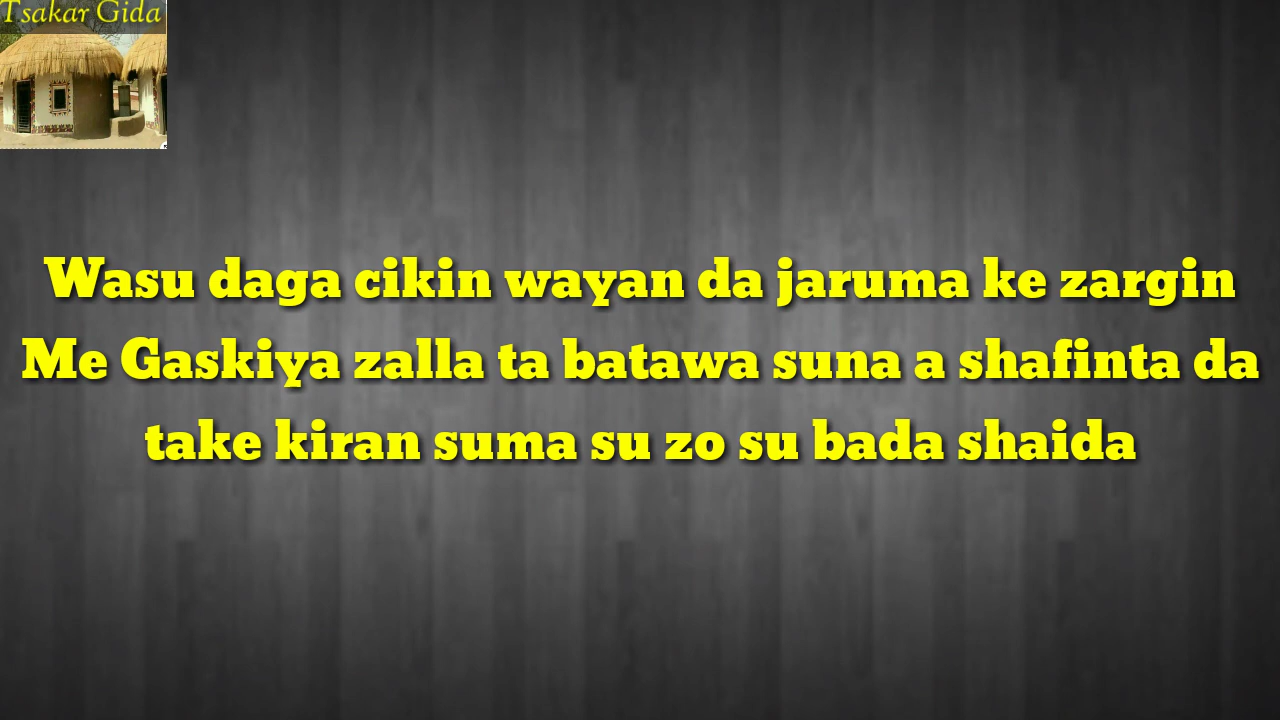 Tsakar Gida
Wasu daga cikin wayan da jaruma ke zargin
Me Gaskiya zalla ta batawa suna a shafinta da
take kiran suma su zo su bada shaida